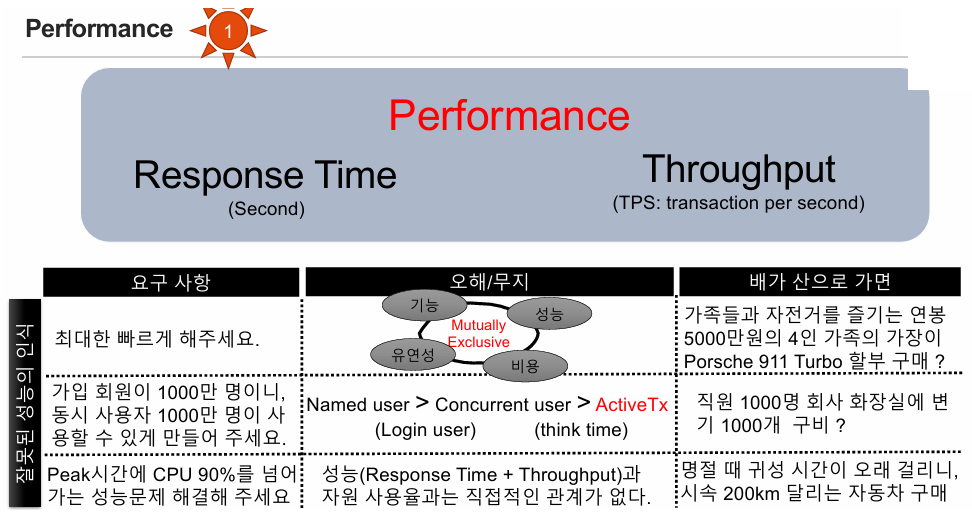 Performance
1
Performance
Response Time
(Second)
Throughput
(TPS: transaction per second)
요구 사항
오해/무지
배가 산으로 가면
잘못된 성능의 인식
최대한 빠르게 해주세요.
기능
성능
Mutually
Exclusive
유연성
비용
가족들과 자전거를 즐기는 연봉
5000만원의 4인 가족의 가장이
Porsche 911 Turbo 할부 구매 ?
가입 회원이 1000만 명이니,
동시 사용자 1000만 명이 사
용할 수 있게 만들어 주세요.
Named user > Concurrent user > ActiveTx
(Login user)
(think time)
직원 1000명 회사 화장실에 변
기 1000개 구비 ?
Peak시간에 CPU 90%를 넘어
가는 성능문제 해결해 주세요
성능(Response Time + Throughput)과
자원 사용율과는 직접적인 관계가 없다.
명절 때 귀성 시간이 오래 걸리니,
시속 200km 달리는 자동차 구매